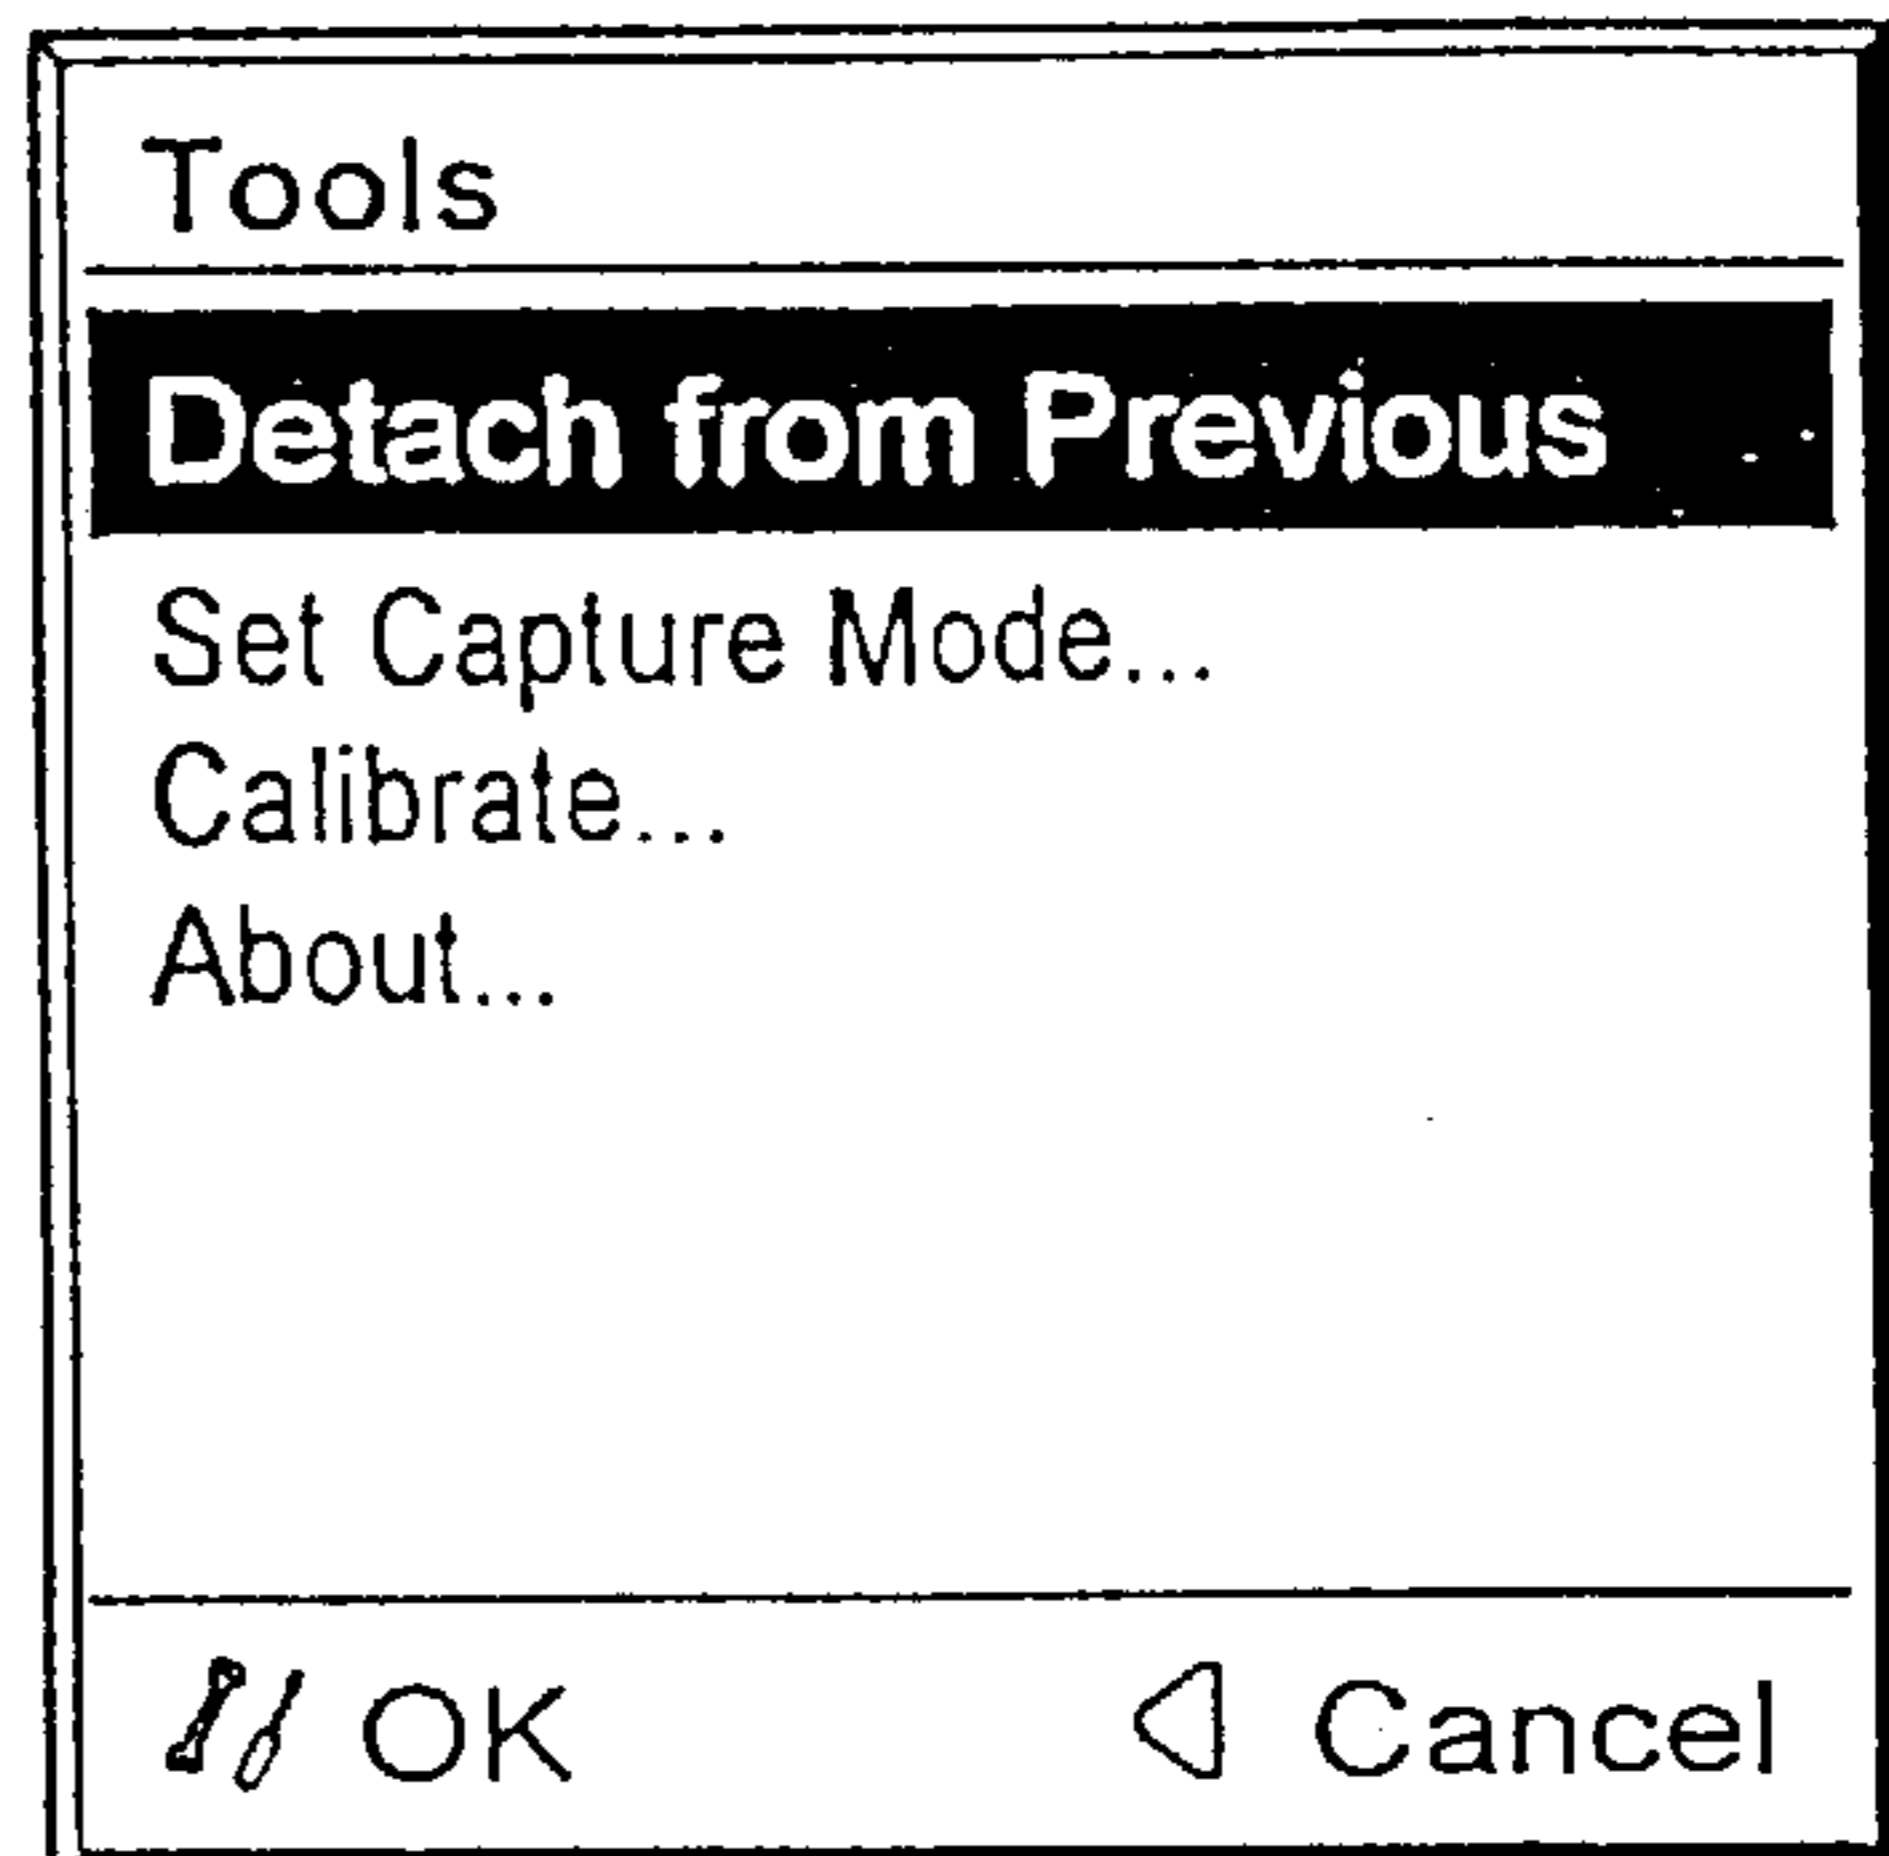 Tools
Detach from Previous
Set Capture Mode...
Calibrate...
About...
OK Cancel